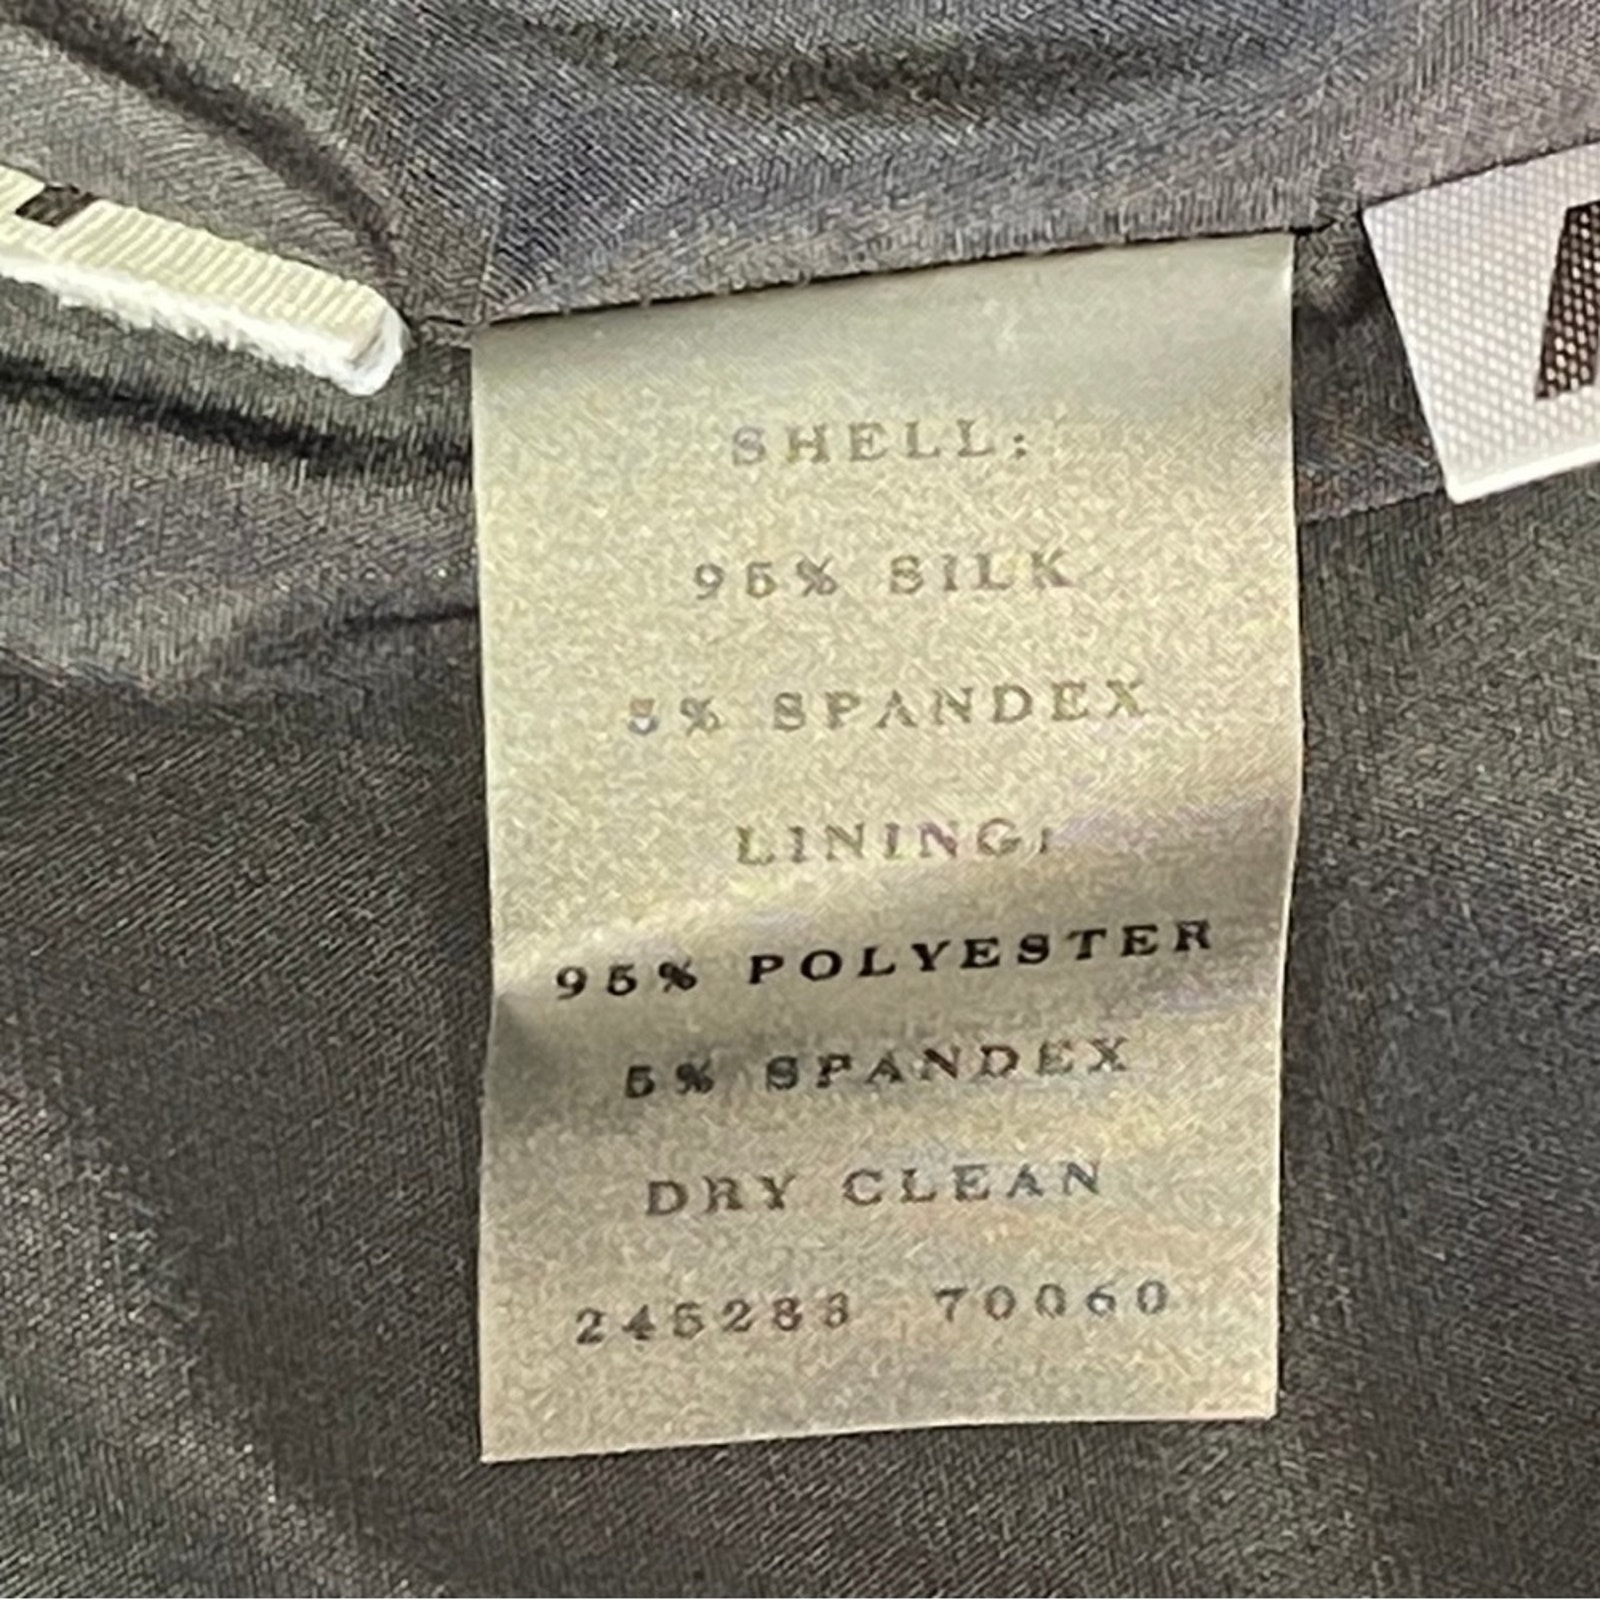 SHELL:
95% SILK
5% SPANDEX
LINING:
95% POLYESTER
5% SPANDEX
DRY CLEAN
245283 70060